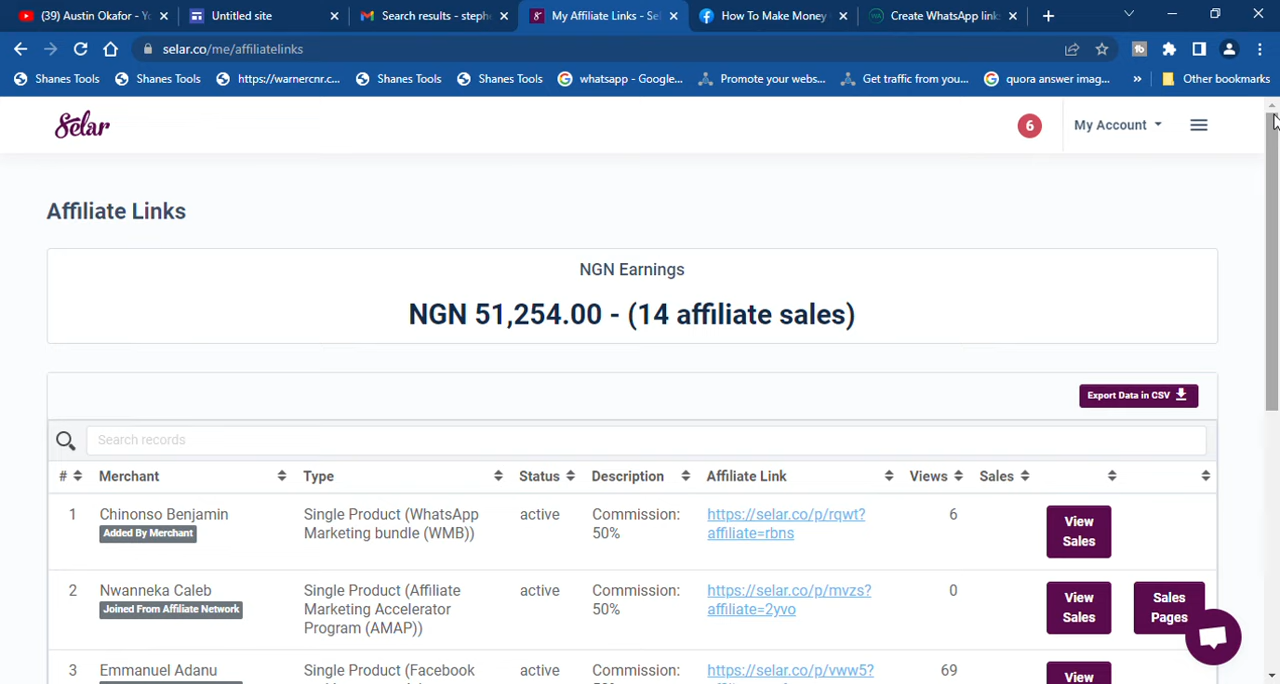 (39) Austin Okafor - Yo
Untitled site
Search results - steph
My Affiliate Links - Sel
How To Make Money
Create WhatsApp link
selar.co/me/affiliatelinks
Shanes Tools
Shanes Tools
https://warnercnr.c...
Shanes Tools
Shanes Tools
whatsapp - Google...
Promote your webs...
Get traffic from you...
quora answer imag...
»
Other bookmarks
Selar
6
My Account
Affiliate Links
NGN Earnings
NGN 51,254.00 - (14 affiliate sales)
Export Data in CSV
Search records
# Merchant Type Status Description Affiliate Link Views Sales
1 Chinonso Benjamin Single Product (WhatsApp active Commission: https://selar.co/p/rqwt? 6 View
Added By Merchant Marketing bundle (WMB)) 50% affiliate=rbns Sales
2 Nwanneka Caleb Single Product (Affiliate active Commission: https://selar.co/p/mvzs? 0 View Sales
Joined From Affiliate Network Marketing Accelerator 50% affiliate=2yvo Sales Pages
Program (AMAP))
3 Emmanuel Adanu Single Product (Facebook active Commission: https://selar.co/p/vww5? 69 View